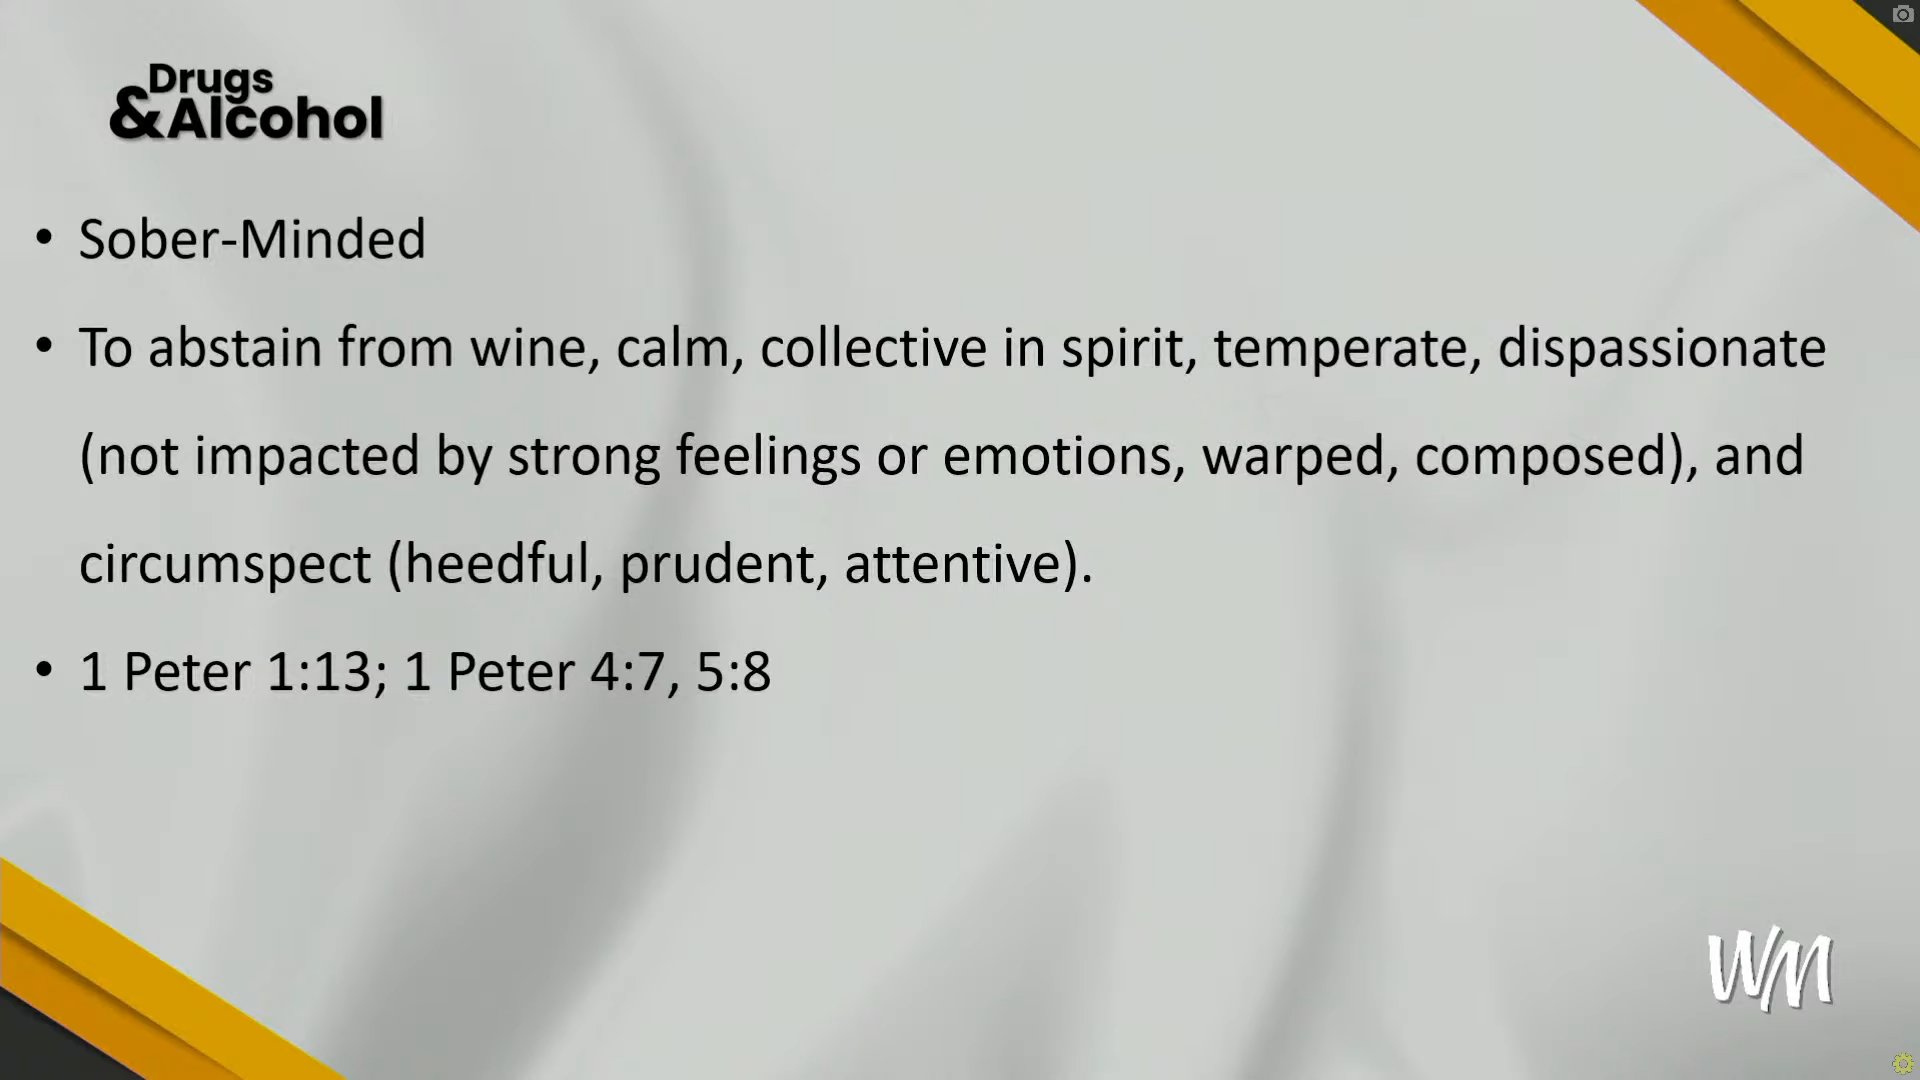 Drugs
&Alcohol
• Sober-Minded
• To abstain from wine, calm, collective in spirit, temperate, dispassionate
(not impacted by strong feelings or emotions, warped, composed), and
circumspect (heedful, prudent, attentive).
• 1 Peter 1:13; 1 Peter 4:7, 5:8
WM